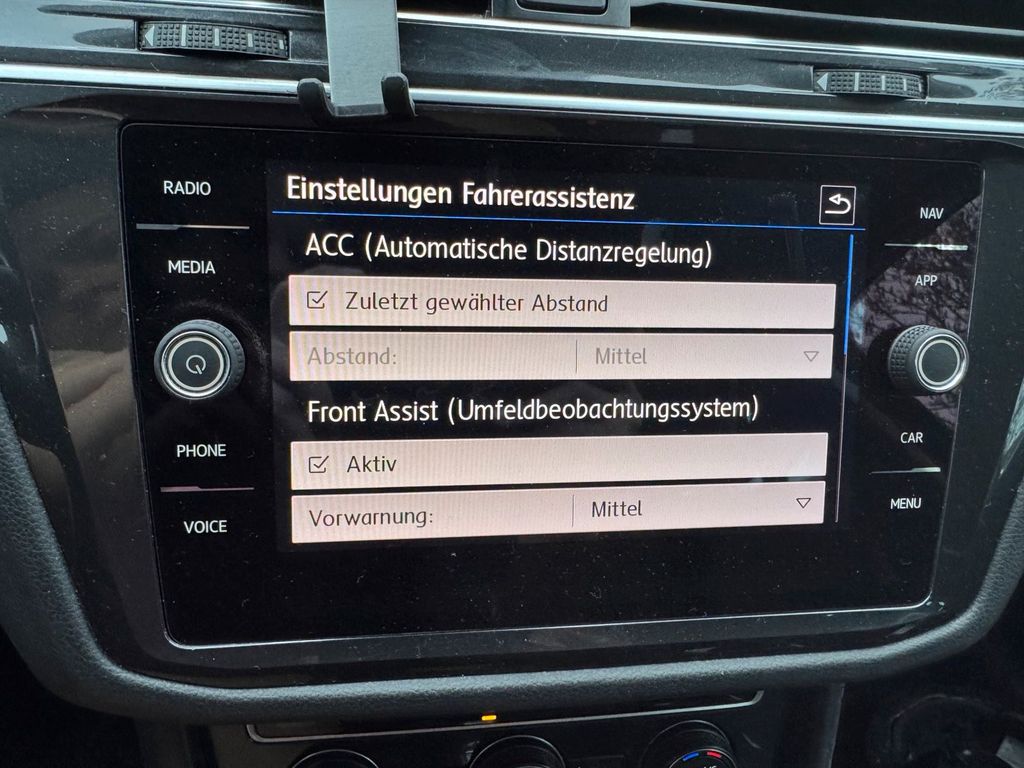 RADIO
MEDIA
PHONE
VOICE
Einstellungen Fahrerassistenz
ACC (Automatische Distanzregelung)
Zuletzt gewählter Abstand
Abstand: Mittel
Front Assist (Umfeldbeobachtungssystem)
Aktiv
Vorwarnung: Mittel
NAV
APP
CAR
MENU